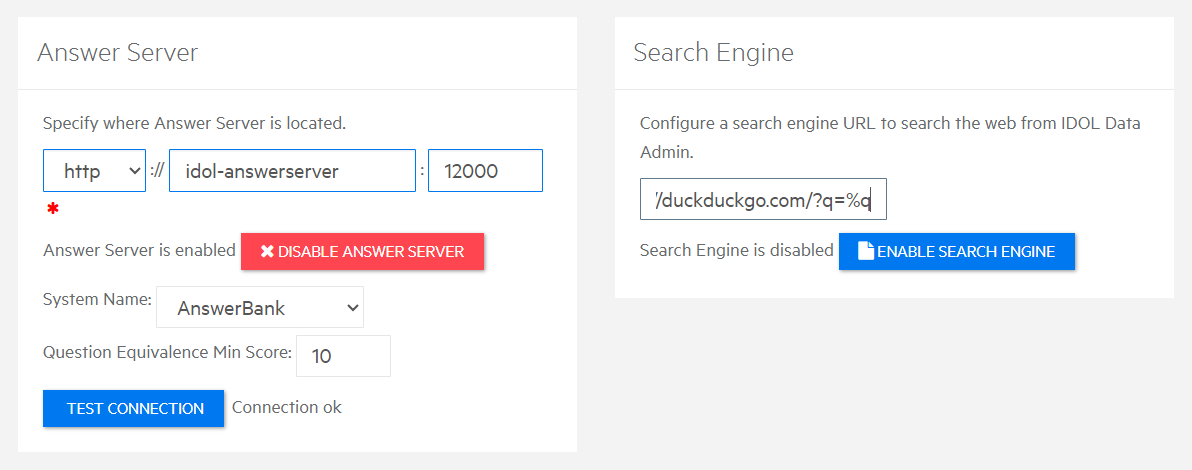 Answer Server
Specify where Answer Server is located.
http :// idol-answerserver : 12000
*
Answer Server is enabled DISABLE ANSWER SERVER
System Name: AnswerBank
Question Equivalence Min Score: 10
TEST CONNECTION Connection ok
Search Engine
Configure a search engine URL to search the web from IDOL Data
Admin.
//duckduckgo.com/?q=%q
Search Engine is disabled ENABLE SEARCH ENGINE